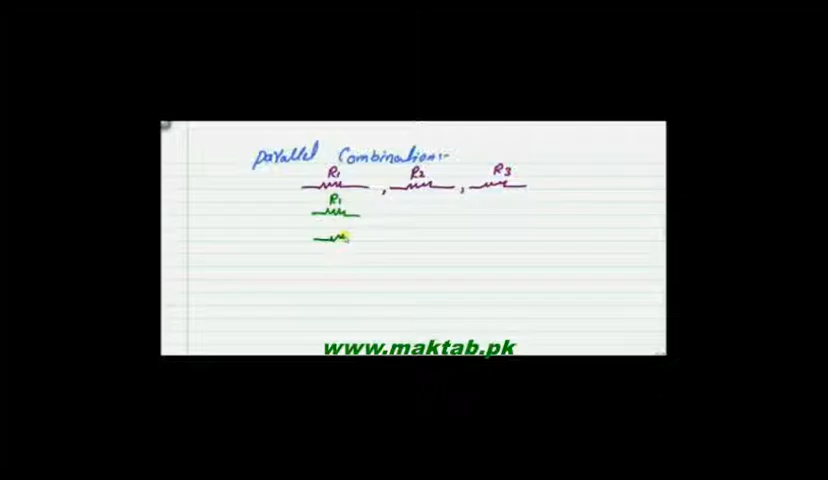 Parallel Combination:-
R1 , R2 , R3
R1
www.maktab.pk